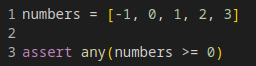 1 numbers = [-1, 0, 1, 2, 3]
2
3 assert any(numbers >= 0)